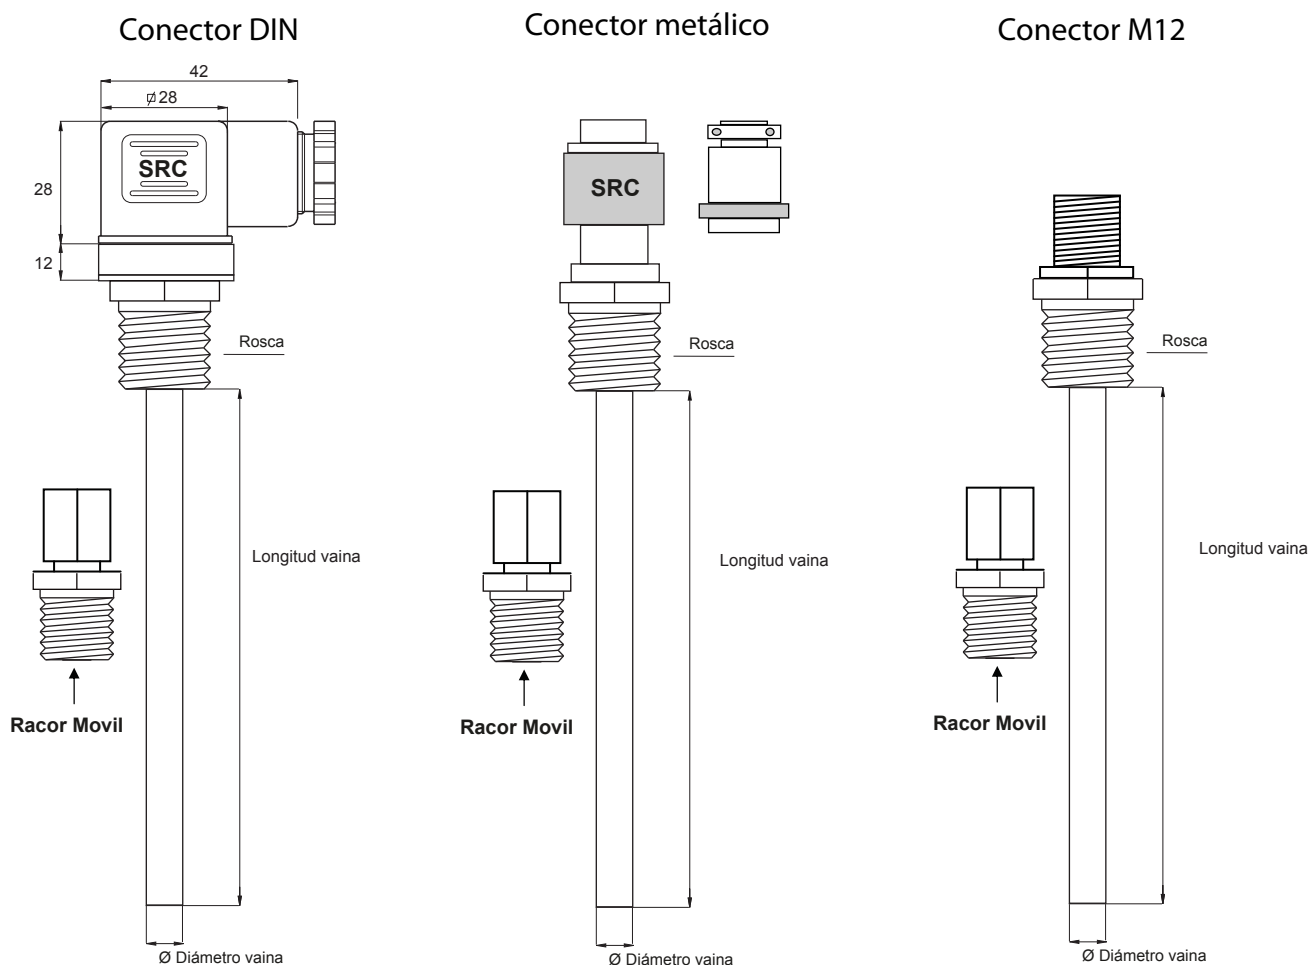 Conector DIN
42
28
SRC
28
12
Rosca
Longitud vaina
Racor Movil
Ø Diámetro vaina
Conector metálico
SRC
Rosca
Longitud vaina
Racor Movil
Ø Diámetro vaina
Conector M12
Rosca
Longitud vaina
Racor Movil
Ø Diámetro vaina